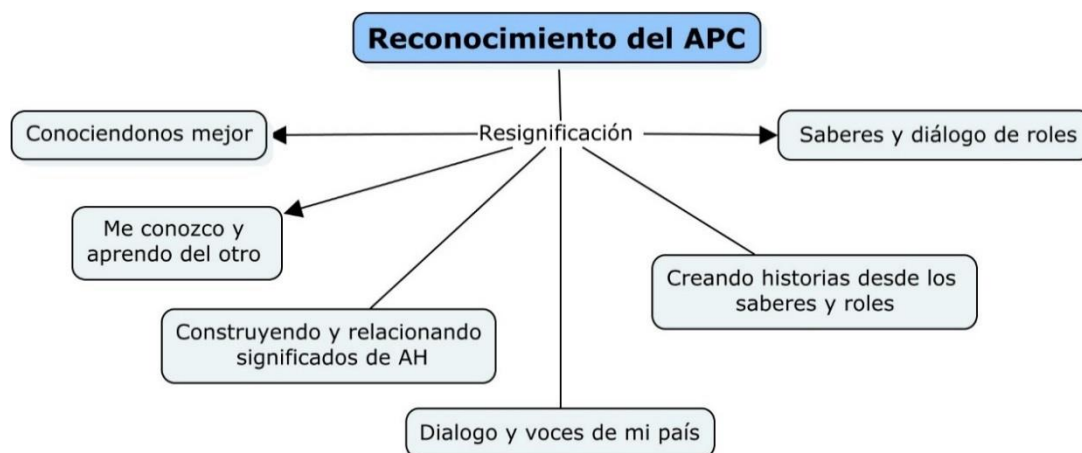 Reconocimiento del APC
Conociendonos mejor
Resignificación
Saberes y diálogo de roles
Me conozco y
aprendo del otro
Creando historias desde los
saberes y roles
Construyendo y relacionando
significados de AH
Dialogo y voces de mi país